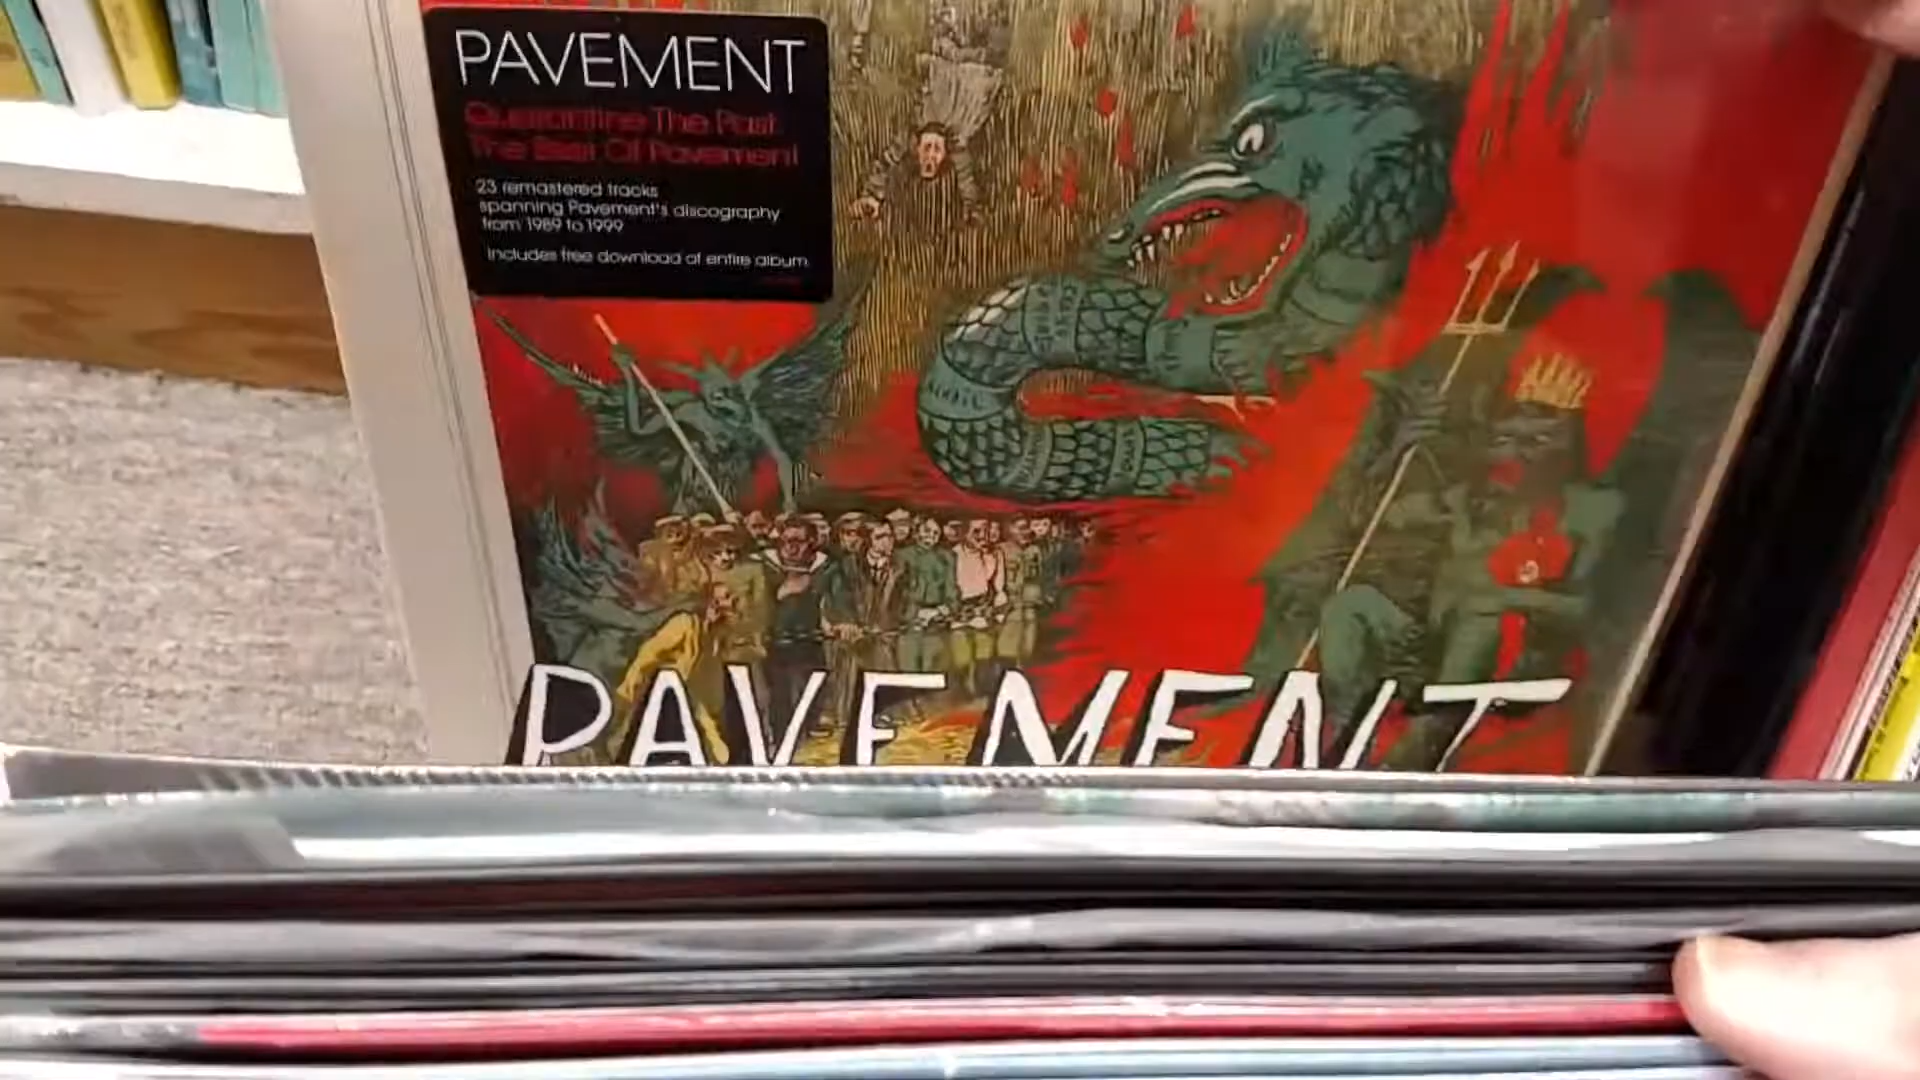 PAVEMENT
Quarantine The Past:
The Best Of Pavement
23 remastered tracks
spanning Pavement's discography
from 1989 to 1999
Includes free download of entire album
PAVEMENT